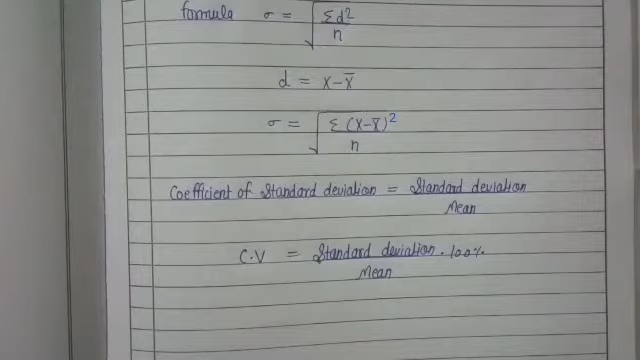 formula σ = √Σd²/n
d = x-x̄
σ = √Σ(x-x̄)²/n
Coefficient of Standard deviation = Standard deviation/Mean
C.V = Standard deviation/Mean . 100%